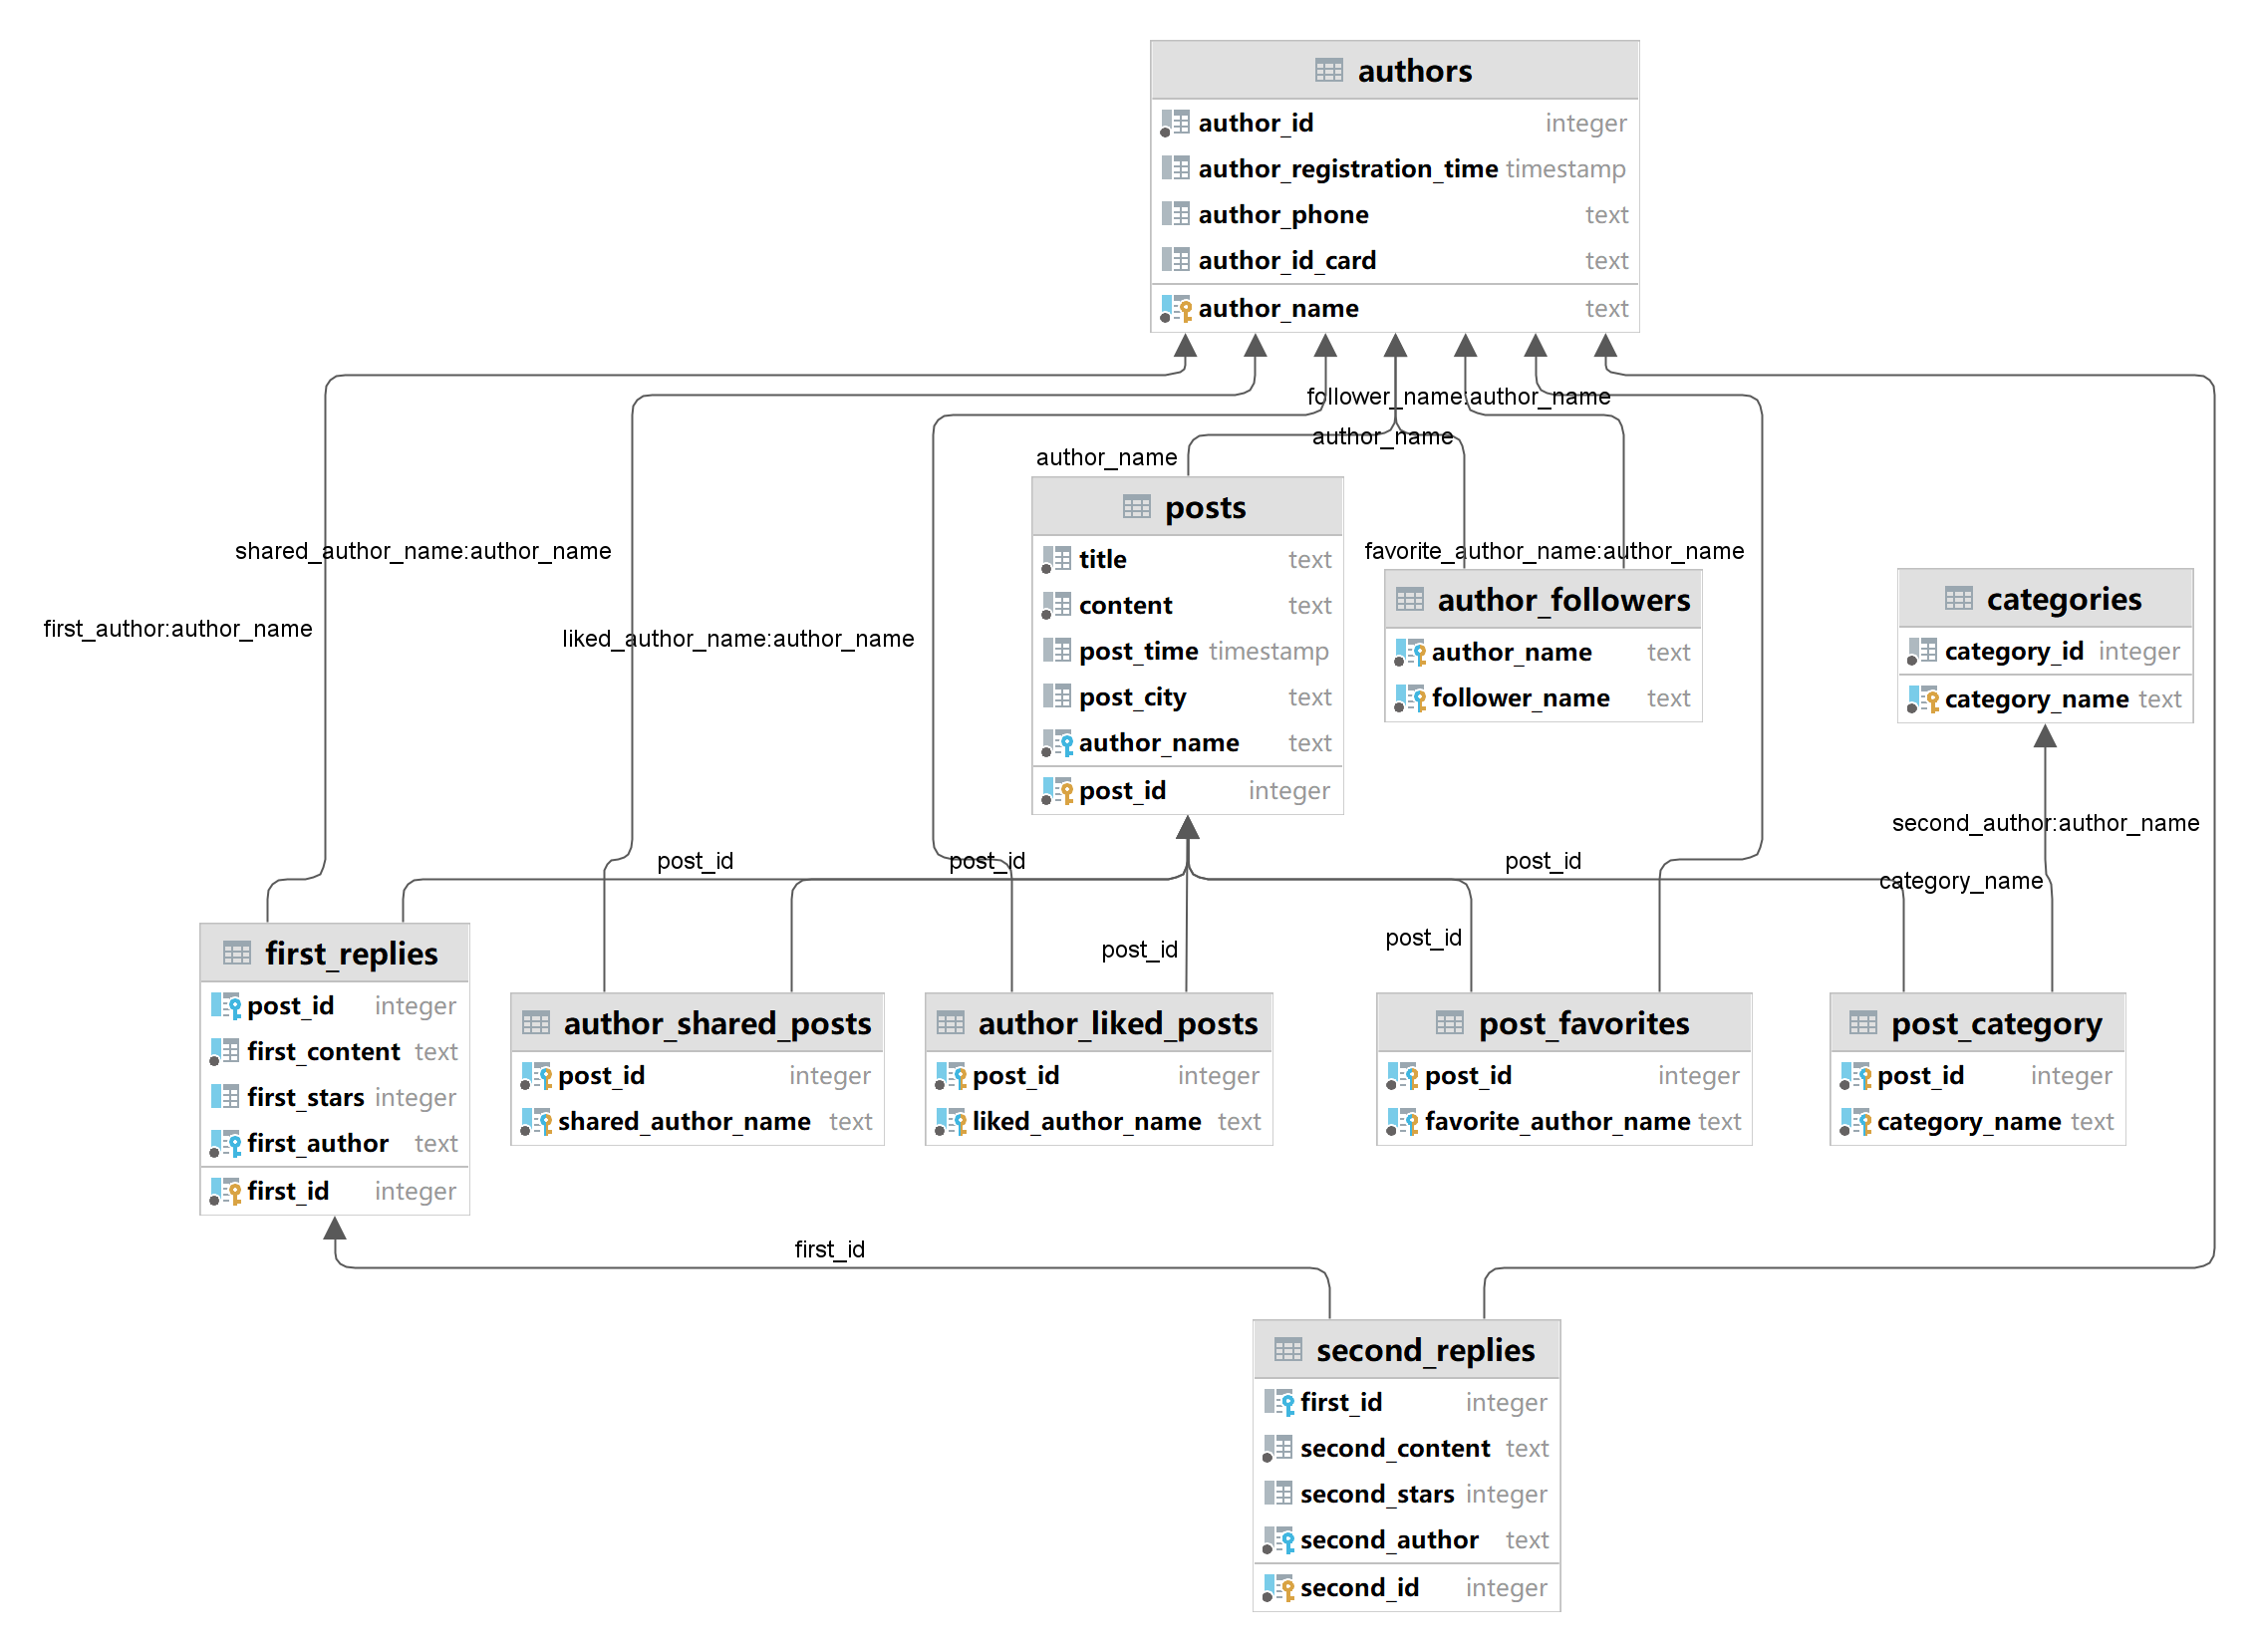 authors
author_id integer
author_registration_time timestamp
author_phone text
author_id_card text
author_name text
follower_name:author_name
author_name
author_name
posts
title text
content text
post_time timestamp
post_city text
author_name text
post_id integer
shared_author_name:author_name
favorite_author_name:author_name
author_followers
author_name text
follower_name text
categories
category_id integer
category_name text
first_author:author_name
liked_author_name:author_name
second_author:author_name
post_id
post_id
post_id
category_name
post_id
post_id
first_replies
post_id integer
first_content text
first_stars integer
first_author text
first_id integer
author_shared_posts
post_id integer
shared_author_name text
author_liked_posts
post_id integer
liked_author_name text
post_favorites
post_id integer
favorite_author_name text
post_category
post_id integer
category_name text
first_id
second_replies
first_id integer
second_content text
second_stars integer
second_author text
second_id integer